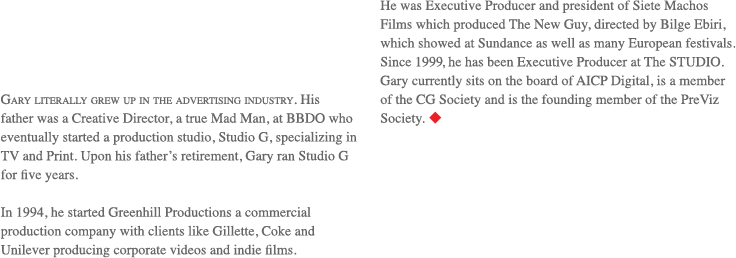 Gary literally grew up in the advertising industry. His
father was a Creative Director, a true Mad Man, at BBDO who
eventually started a production studio, Studio G, specializing in
TV and Print. Upon his father’s retirement, Gary ran Studio G
for five years.
In 1994, he started Greenhill Productions a commercial
production company with clients like Gillette, Coke and
Unilever producing corporate videos and indie films.
He was Executive Producer and president of Siete Machos
Films which produced The New Guy, directed by Bilge Ebiri,
which showed at Sundance as well as many European festivals.
Since 1999, he has been Executive Producer at The STUDIO.
Gary currently sits on the board of AICP Digital, is a member
of the CG Society and is the founding member of the PreViz
Society.